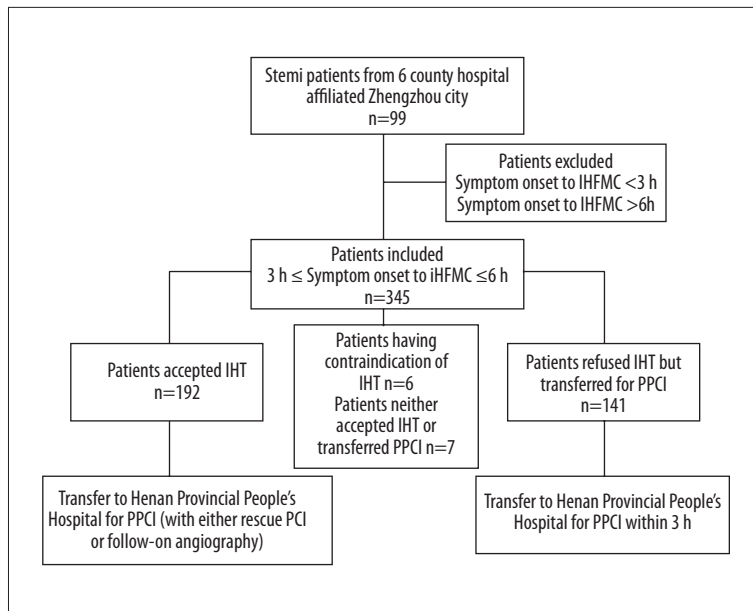 Stemi patients from 6 county hospital
affiliated Zhengzhou city
n=99
Patients excluded
Symptom onset to IHFMC <3 h
Symptom onset to IHFMC >6h
Patients included
3 h ≤ Symptom onset to iHFMC ≤6 h
n=345
Patients accepted IHT
n=192
Patients having
contraindication of
IHT n=6
Patients neither
accepted IHT or
transferred PPCI n=7
Patients refused IHT but
transferred for PPCI
n=141
Transfer to Henan Provincial People's
Hospital for PPCI (with either rescue PCI
or follow-on angiography)
Transfer to Henan Provincial People's
Hospital for PPCI within 3 h